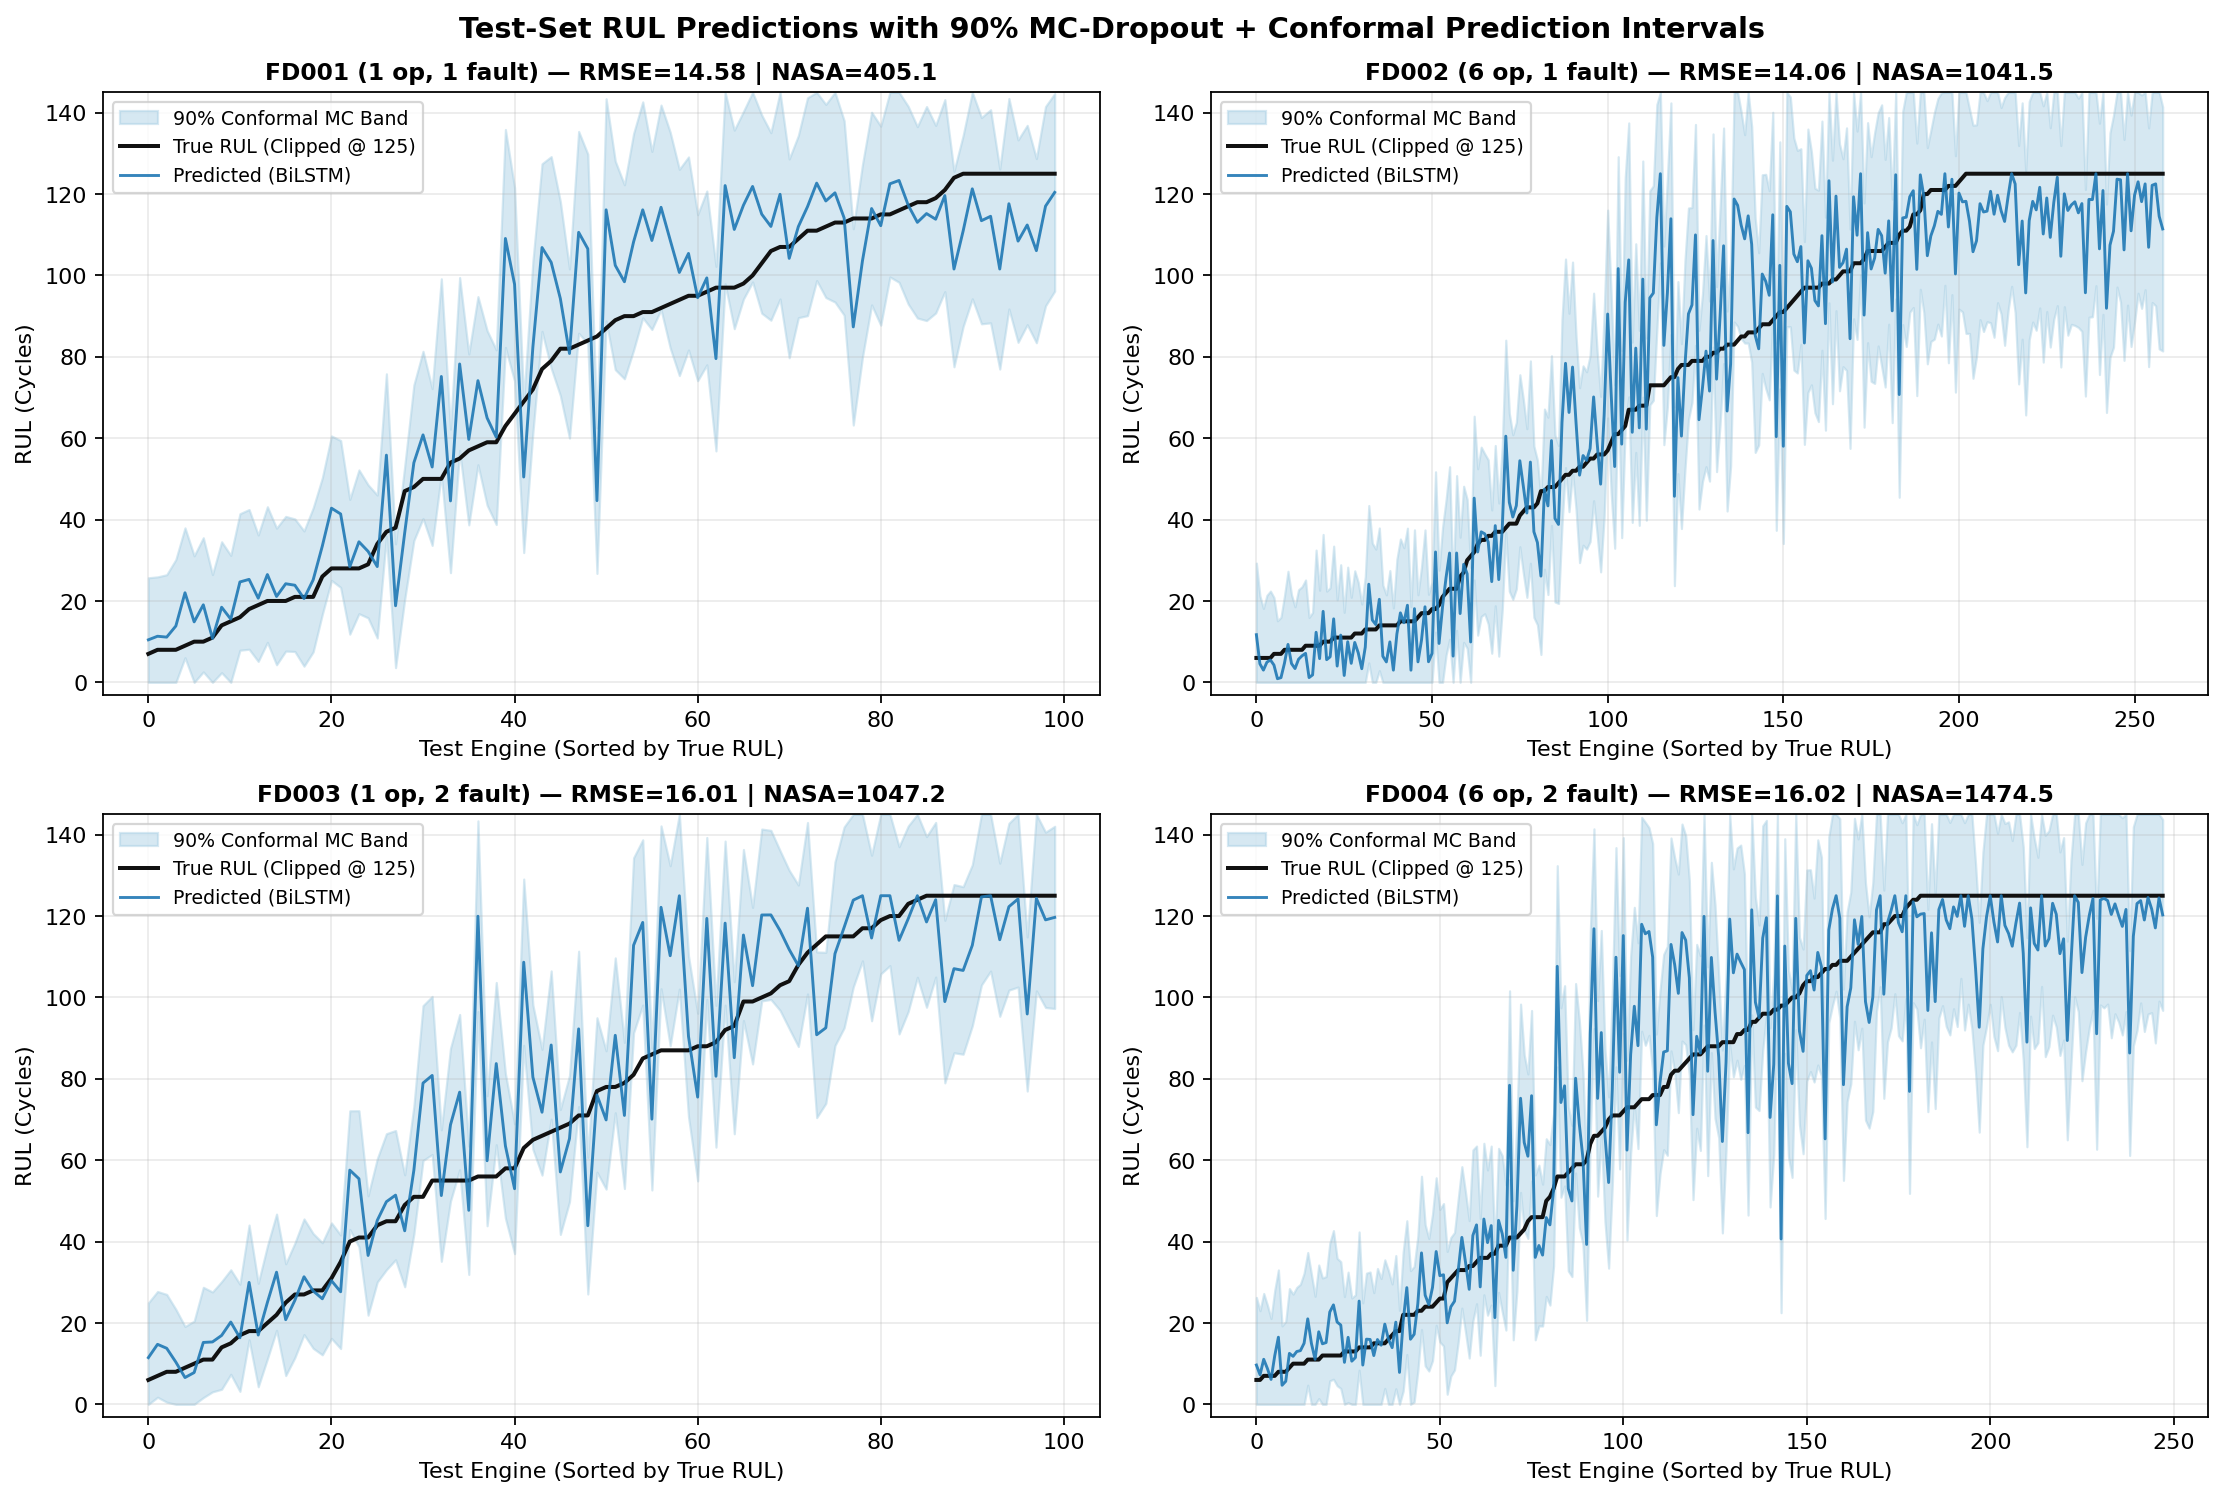 Test-Set RUL Predictions with 90% MC-Dropout + Conformal Prediction Intervals
FD001 (1 op, 1 fault) — RMSE=14.58 | NASA=405.1
90% Conformal MC Band
True RUL (Clipped @ 125)
Predicted (BiLSTM)
RUL (Cycles)
140
120
100
80
60
40
20
0
0 20 40 60 80 100
Test Engine (Sorted by True RUL)
FD002 (6 op, 1 fault) — RMSE=14.06 | NASA=1041.5
90% Conformal MC Band
True RUL (Clipped @ 125)
Predicted (BiLSTM)
RUL (Cycles)
140
120
100
80
60
40
20
0
0 50 100 150 200 250
Test Engine (Sorted by True RUL)
FD003 (1 op, 2 fault) — RMSE=16.01 | NASA=1047.2
90% Conformal MC Band
True RUL (Clipped @ 125)
Predicted (BiLSTM)
RUL (Cycles)
140
120
100
80
60
40
20
0
0 20 40 60 80 100
Test Engine (Sorted by True RUL)
FD004 (6 op, 2 fault) — RMSE=16.02 | NASA=1474.5
90% Conformal MC Band
True RUL (Clipped @ 125)
Predicted (BiLSTM)
RUL (Cycles)
140
120
100
80
60
40
20
0
0 50 100 150 200 250
Test Engine (Sorted by True RUL)